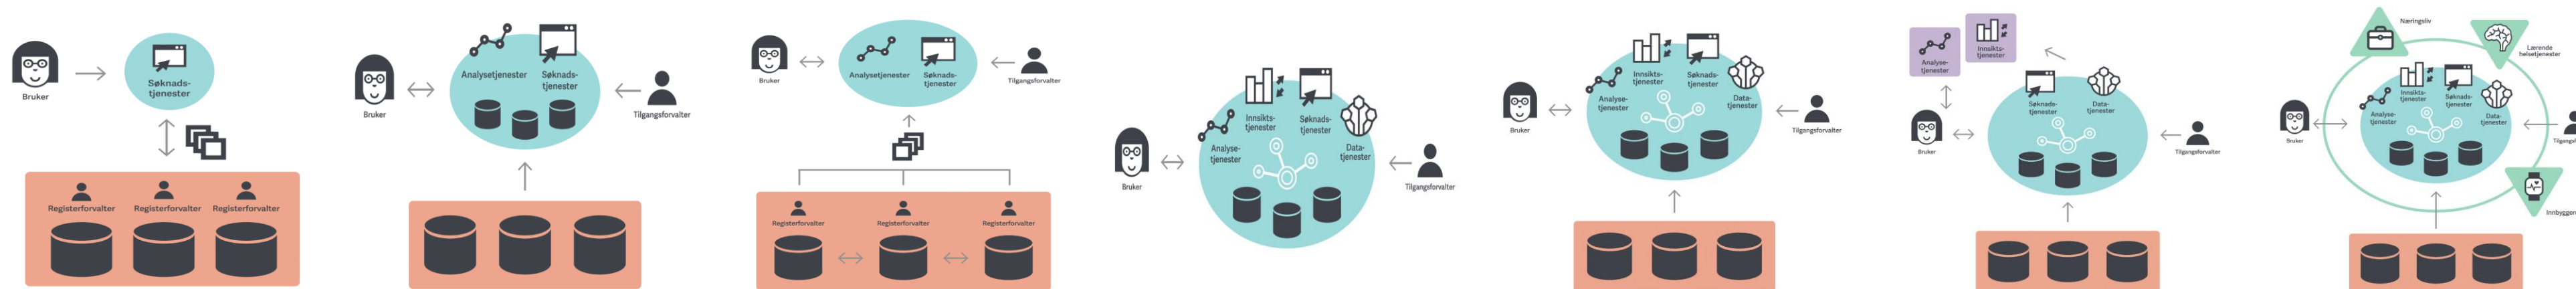 Søknads-
tjenester
Bruker
Registerforvalter
Registerforvalter
Registerforvalter
Analysetjenester
Søknads-
tjenester
Bruker
Tilgangsforvalter
Analysetjenester
Søknads-
tjenester
Bruker
Tilgangsforvalter
Registerforvalter
Registerforvalter
Registerforvalter
Innsikts-
tjenester
Søknads-
tjenester
Analyse-
tjenester
Data-
tjenester
Bruker
Tilgangsforvalter
Innsikts-
tjenester
Søknads-
tjenester
Analyse-
tjenester
Data-
tjenester
Bruker
Tilgangsforvalter
Innsikts-
tjenester
Analyse-
tjenester
Søknads-
tjenester
Data-
tjenester
Bruker
Tilgangsforvalter
Næringsliv
Lærende
helsetjenester
Innsikts-
tjenester
Søknads-
tjenester
Analyse-
tjenester
Data-
tjenester
Bruker